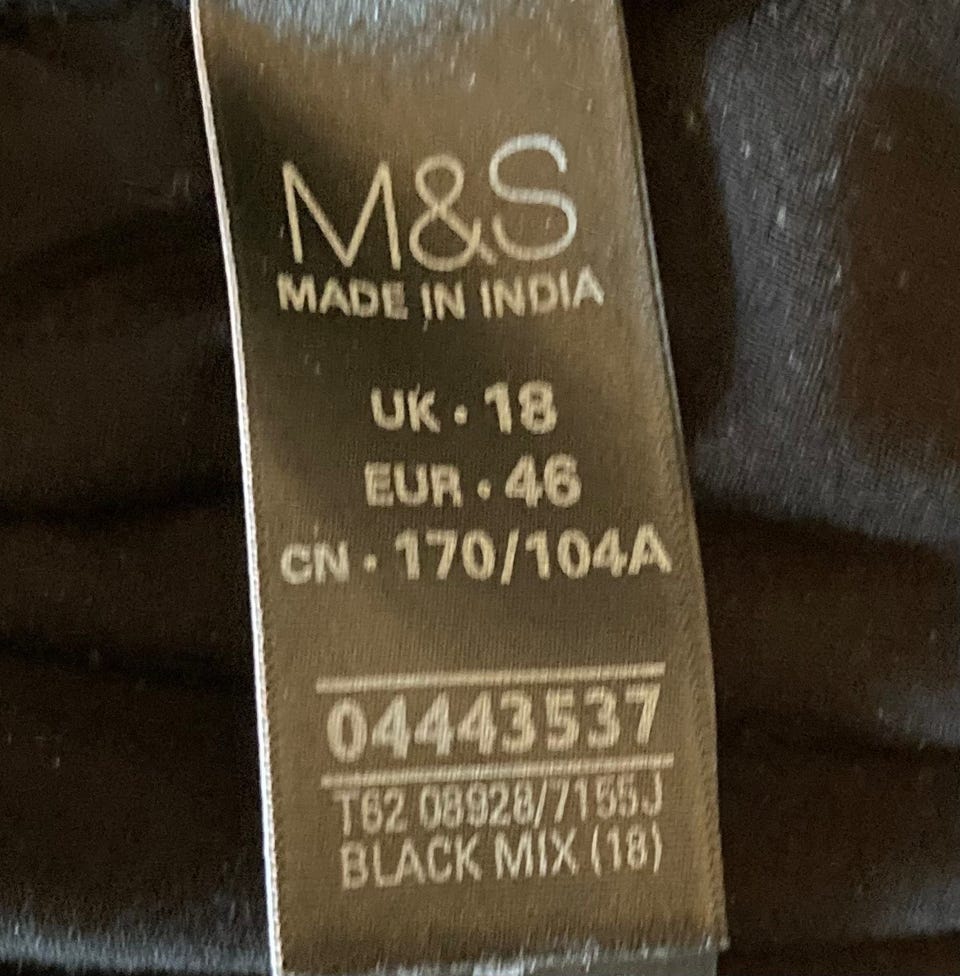 M&S
MADE IN INDIA
UK · 18
EUR · 46
CN · 170/104A
04443537
T62 08928/7155J
BLACK MIX (18)